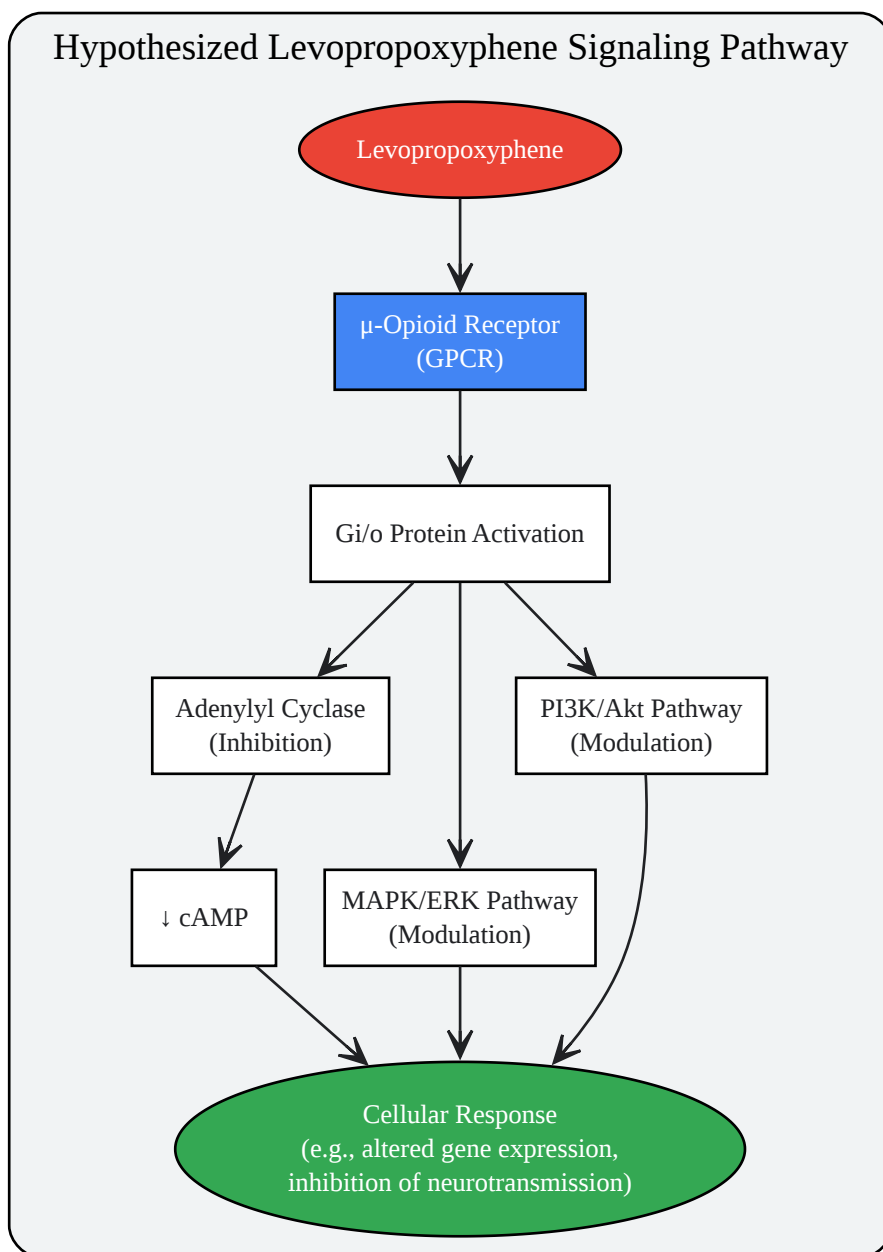 Hypothesized Levopropoxyphene Signaling Pathway
Levopropoxyphene
μ-Opioid Receptor
(GPCR)
Gi/o Protein Activation
Adenylyl Cyclase
(Inhibition)
PI3K/Akt Pathway
(Modulation)
↓ cAMP
MAPK/ERK Pathway
(Modulation)
Cellular Response
(e.g., altered gene expression,
inhibition of neurotransmission)